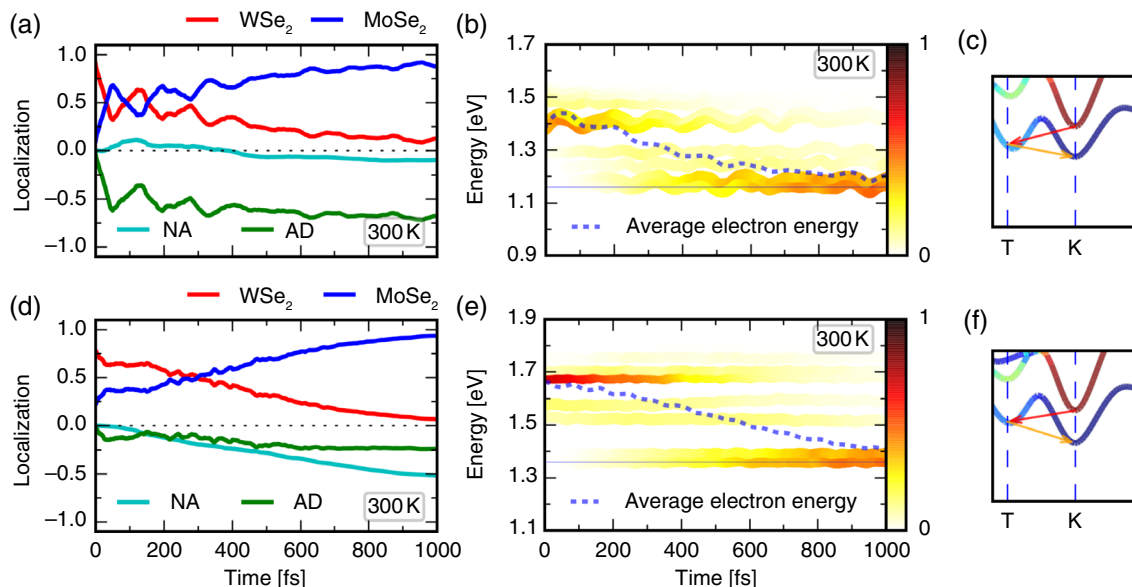 (a)
WSe₂ MoSe₂
1.0
0.5
0.0
−0.5
−1.0
Localization
NA AD 300 K
(b)
1.7
1.5
1.3
1.1
0.9
Energy [eV]
300 K
Average electron energy
1
0
(c)
T K
(d)
WSe₂ MoSe₂
1.0
0.5
0.0
−0.5
−1.0
Localization
NA AD 300 K
0 200 400 600 800 1000
Time [fs]
(e)
1.9
1.7
1.5
1.3
1.1
Energy [eV]
300 K
Average electron energy
0 200 400 600 800 1000
Time [fs]
1
0
(f)
T K